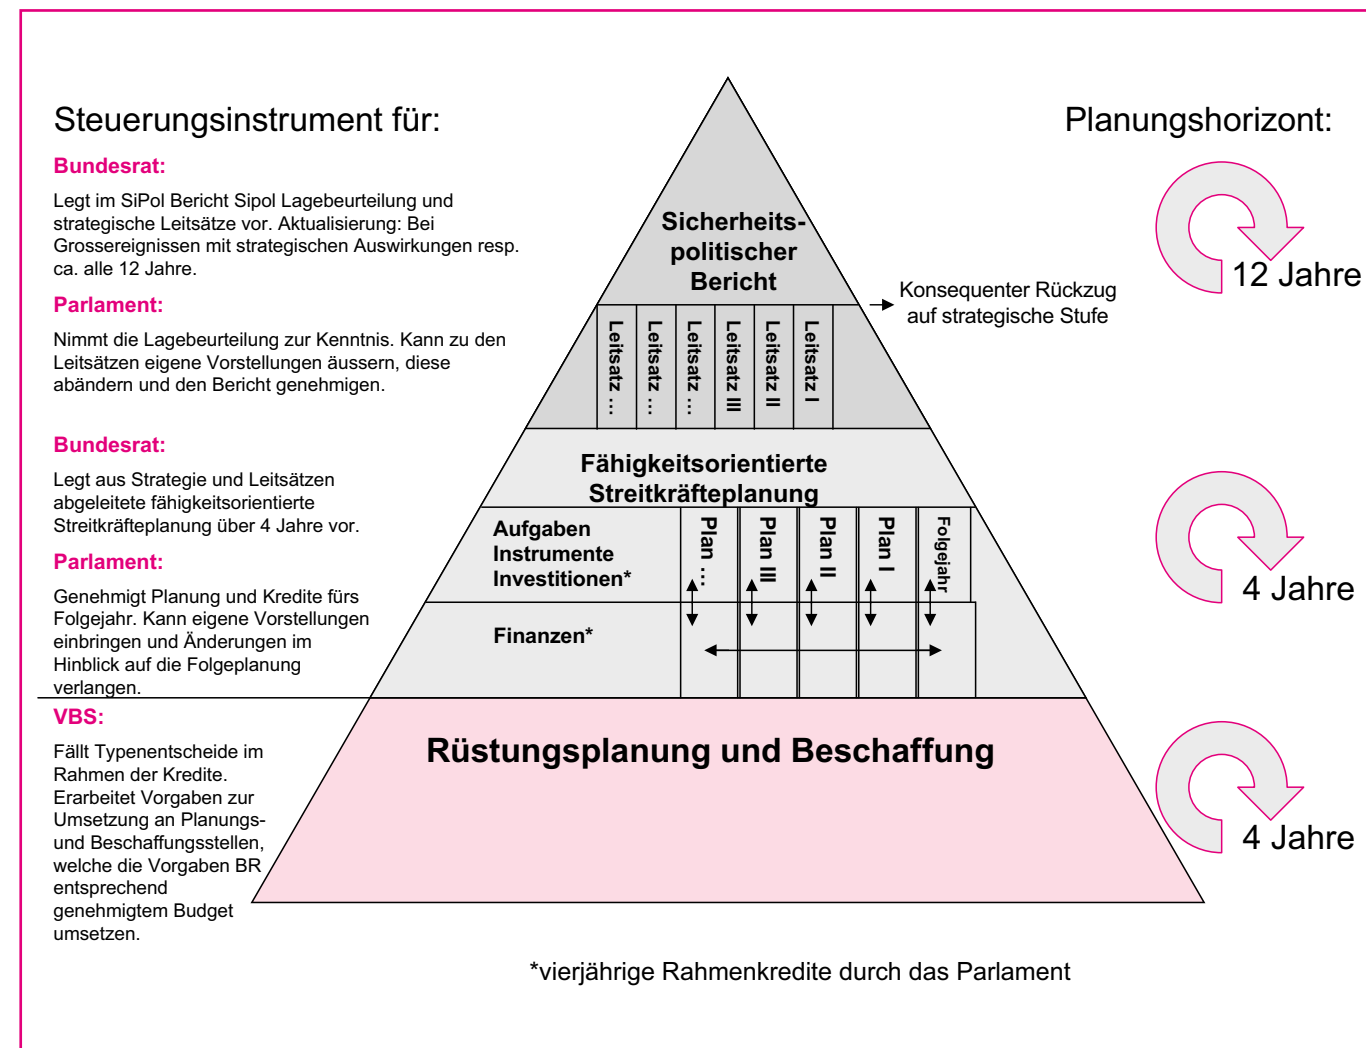 Steuerungsinstrument für:
Bundesrat:
Legt im SiPol Bericht Sipol Lagebeurteilung und
strategische Leitsätze vor. Aktualisierung: Bei
Grossereignissen mit strategischen Auswirkungen resp.
ca. alle 12 Jahre.
Parlament:
Nimmt die Lagebeurteilung zur Kenntnis. Kann zu den
Leitsätzen eigene Vorstellungen äussern, diese
abändern und den Bericht genehmigen.
Bundesrat:
Legt aus Strategie und Leitsätzen
abgeleitete fähigkeitsorientierte
Streitkräfteplanung über 4 Jahre vor.
Parlament:
Genehmigt Planung und Kredite fürs
Folgejahr. Kann eigene Vorstellungen
einbringen und Änderungen im
Hinblick auf die Folgeplanung
verlangen.
VBS:
Fällt Typenentscheide im
Rahmen der Kredite.
Erarbeitet Vorgaben zur
Umsetzung an Planungs-
und Beschaffungsstellen,
welche die Vorgaben BR
entsprechend
genehmigtem Budget
umsetzen.
Sicherheits-
politischer
Bericht
Konsequenter Rückzug
auf strategische Stufe
Leitsatz …
Leitsatz …
Leitsatz …
Leitsatz III
Leitsatz II
Leitsatz I
Fähigkeitsorientierte
Streitkräfteplanung
Aufgaben
Instrumente
Investitionen*
Plan …
Plan III
Plan II
Plan I
Folgejahr
Finanzen*
Rüstungsplanung und Beschaffung
Planungshorizont:
12 Jahre
4 Jahre
4 Jahre
*vierjährige Rahmenkredite durch das Parlament